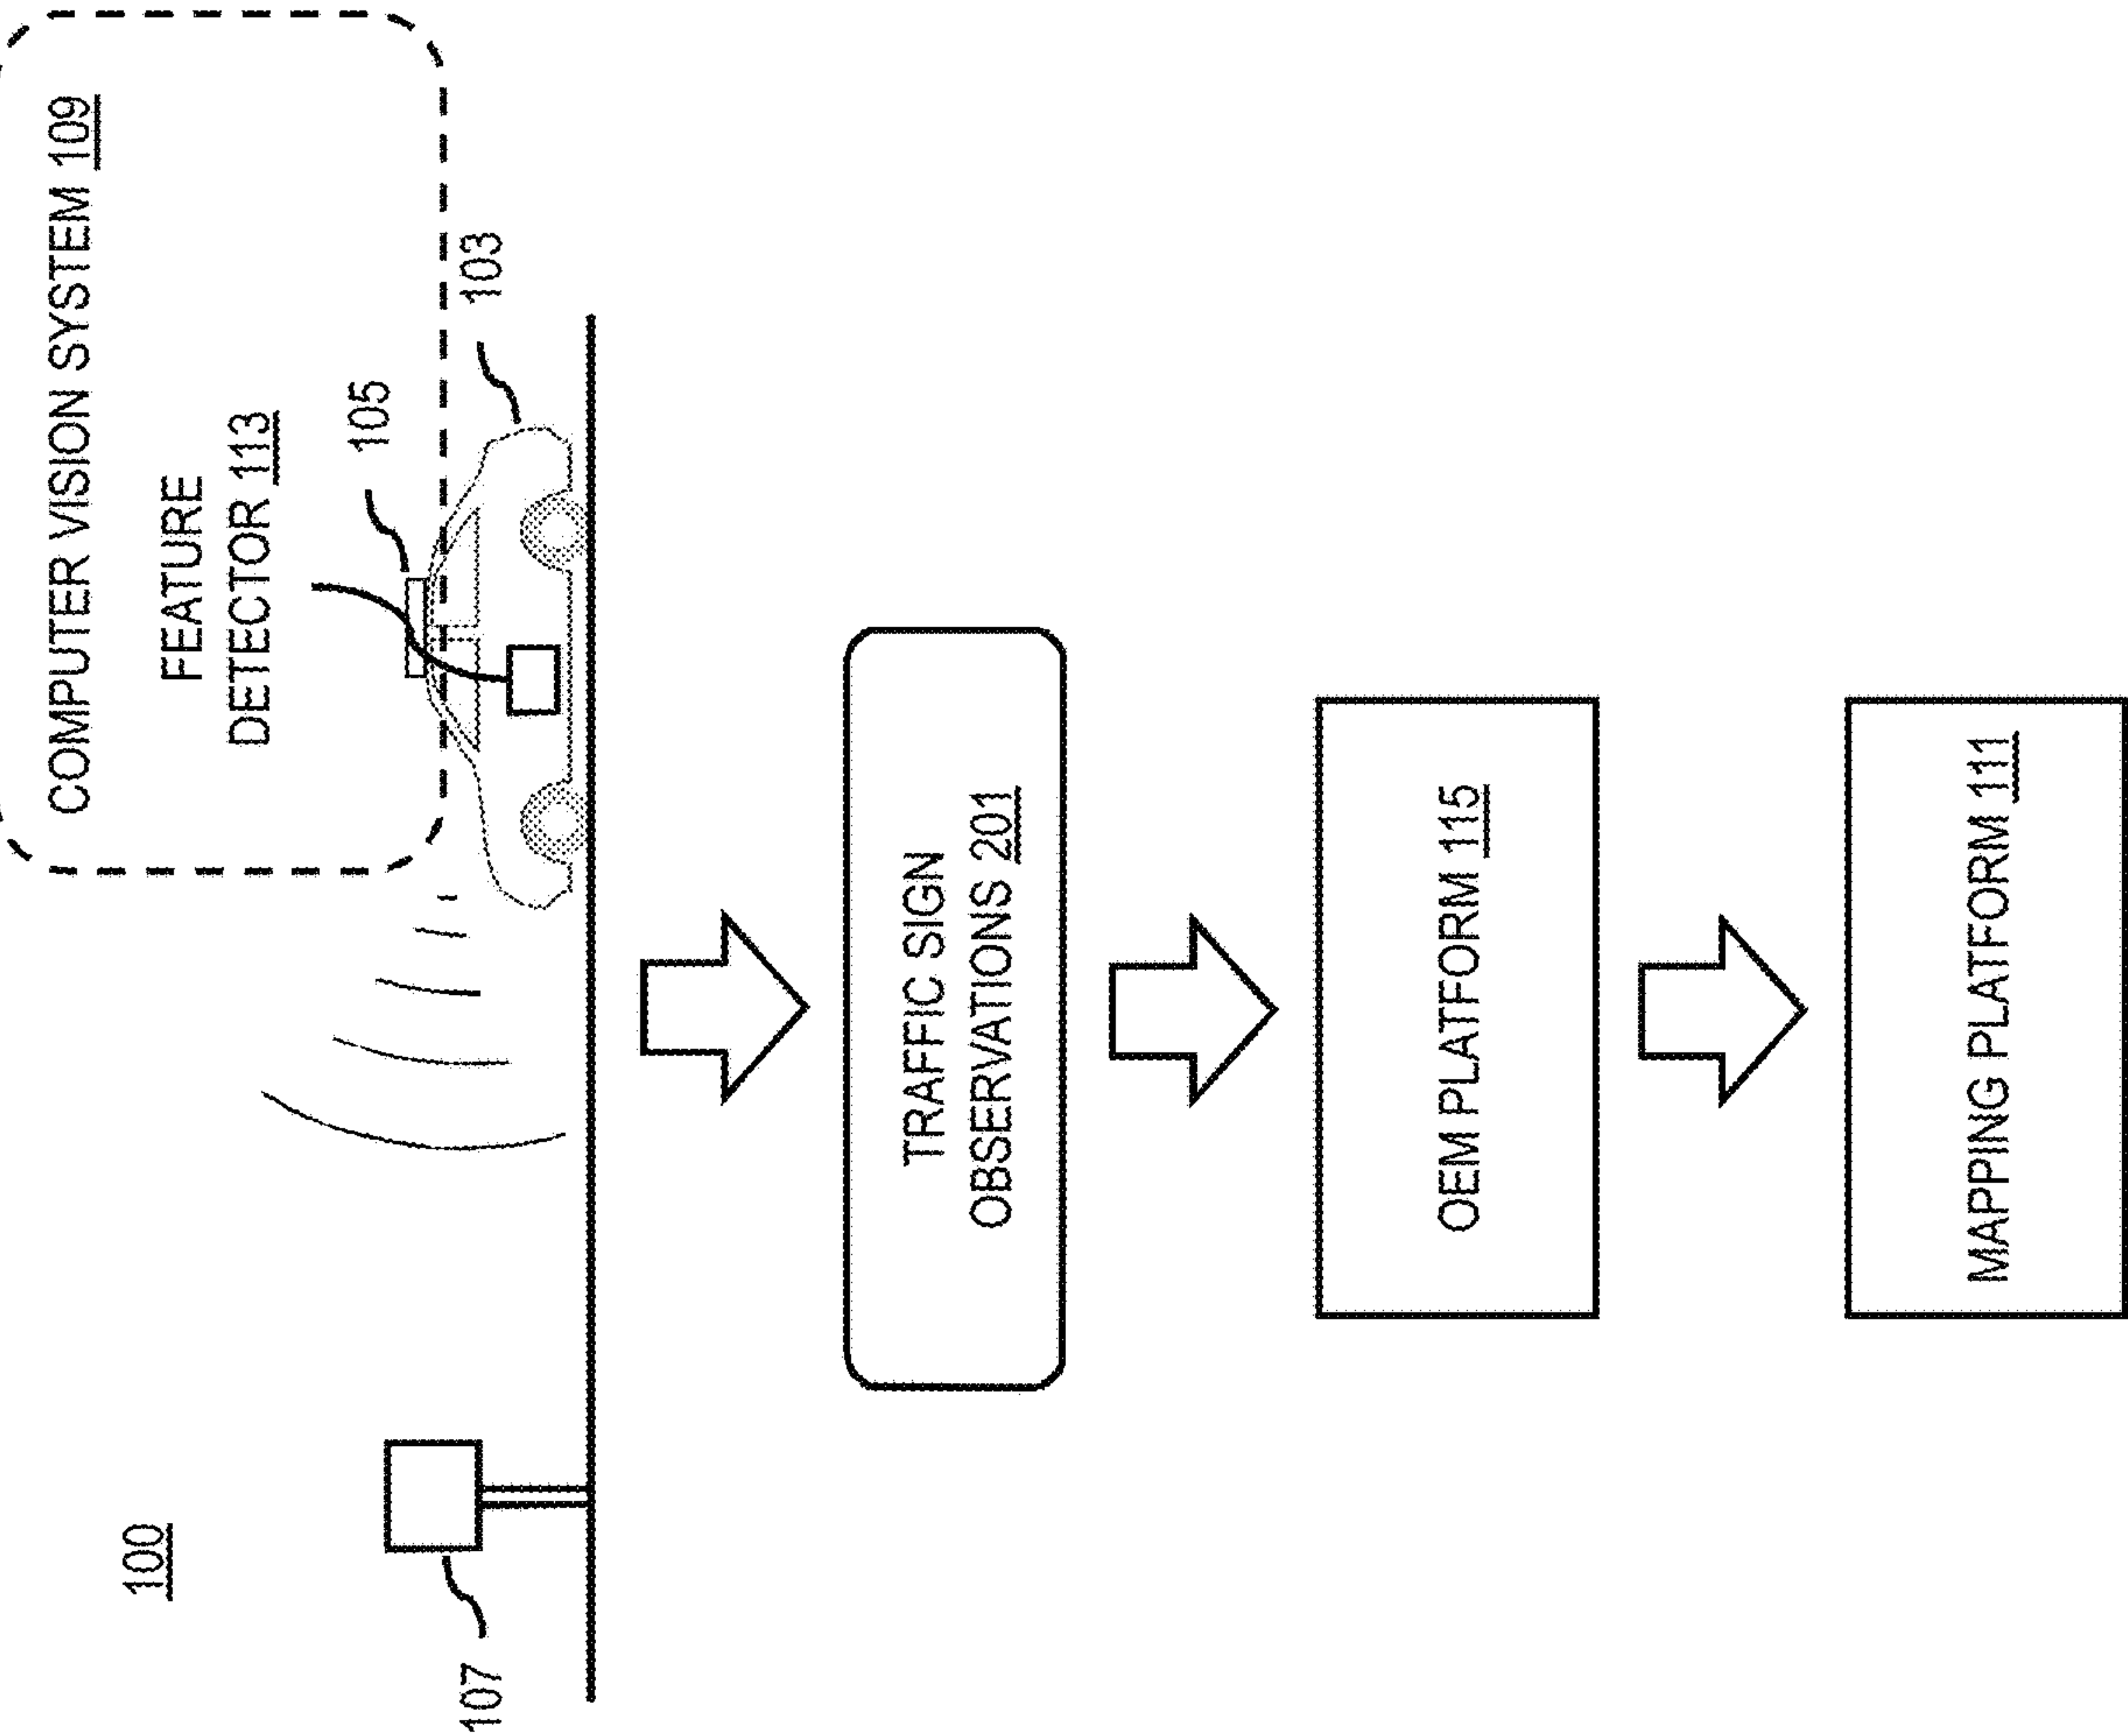 100
COMPUTER VISION SYSTEM 109
FEATURE
DETECTOR 113
105
107
103
TRAFFIC SIGN
OBSERVATIONS 201
OEM PLATFORM 115
MAPPING PLATFORM 111